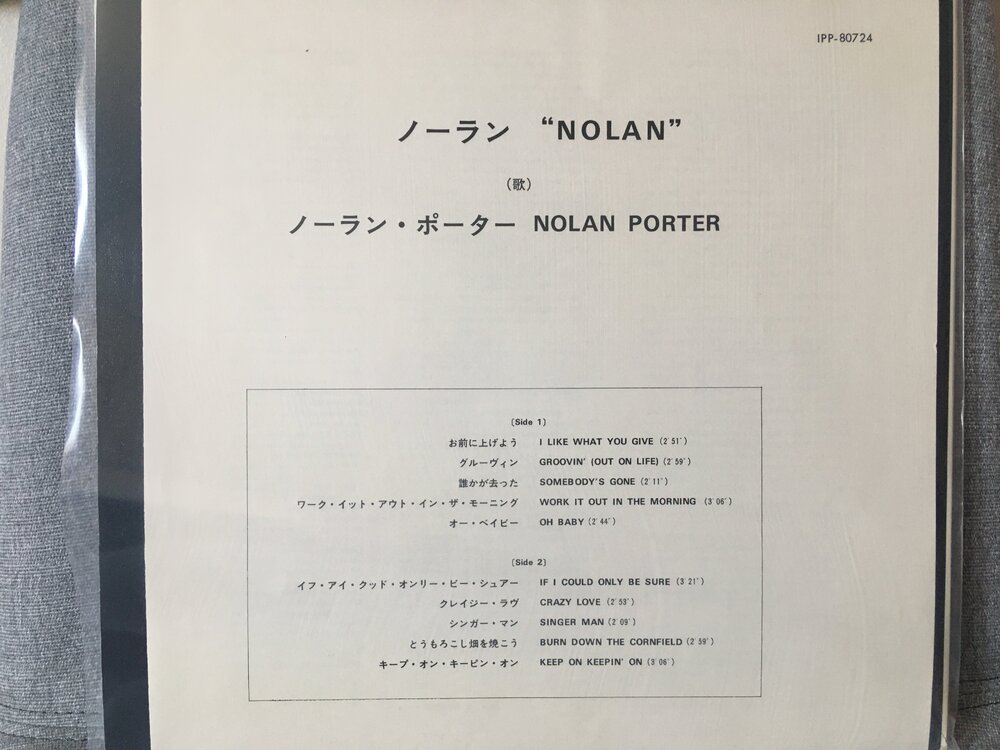 IPP-80724
ノーラン “NOLAN”
(歌)
ノーラン・ポーター NOLAN PORTER
(Side 1)
お前に上げよう I LIKE WHAT YOU GIVE (2'51")
グルーヴィン GROOVIN' (OUT ON LIFE) (2'59")
誰かが去った SOMEBODY'S GONE (2'11")
ワーク・イット・アウト・イン・ザ・モーニング WORK IT OUT IN THE MORNING (3'06")
オー・ベイビー OH BABY (2'44")
(Side 2)
イフ・アイ・クッド・オンリー・ビー・シュアー IF I COULD ONLY BE SURE (3'21")
クレイジー・ラヴ CRAZY LOVE (2'53")
シンガー・マン SINGER MAN (2'09")
とうもろこし畑を焼こう BURN DOWN THE CORNFIELD (2'59")
キープ・オン・キーピン・オン KEEP ON KEEPIN' ON (3'06")